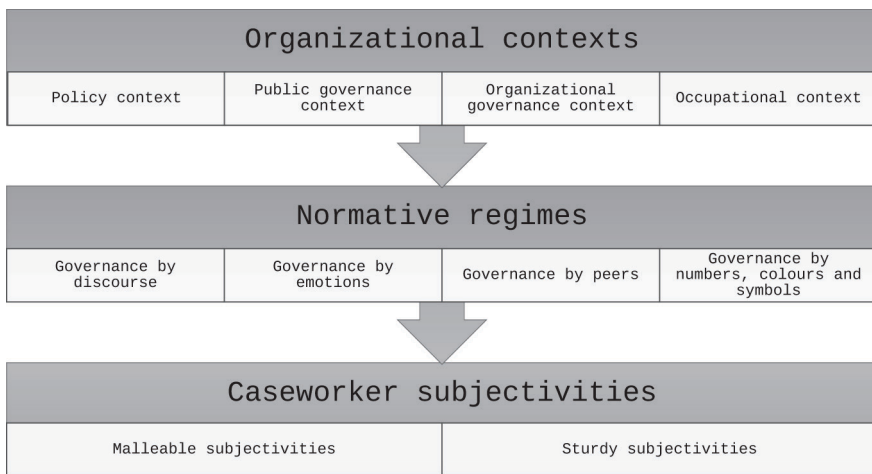 Organizational contexts
Policy context
Public governance
context
Organizational
governance context
Occupational context
Normative regimes
Governance by
discourse
Governance by
emotions
Governance by peers
Governance by
numbers, colours and
symbols
Caseworker subjectivities
Malleable subjectivities
Sturdy subjectivities